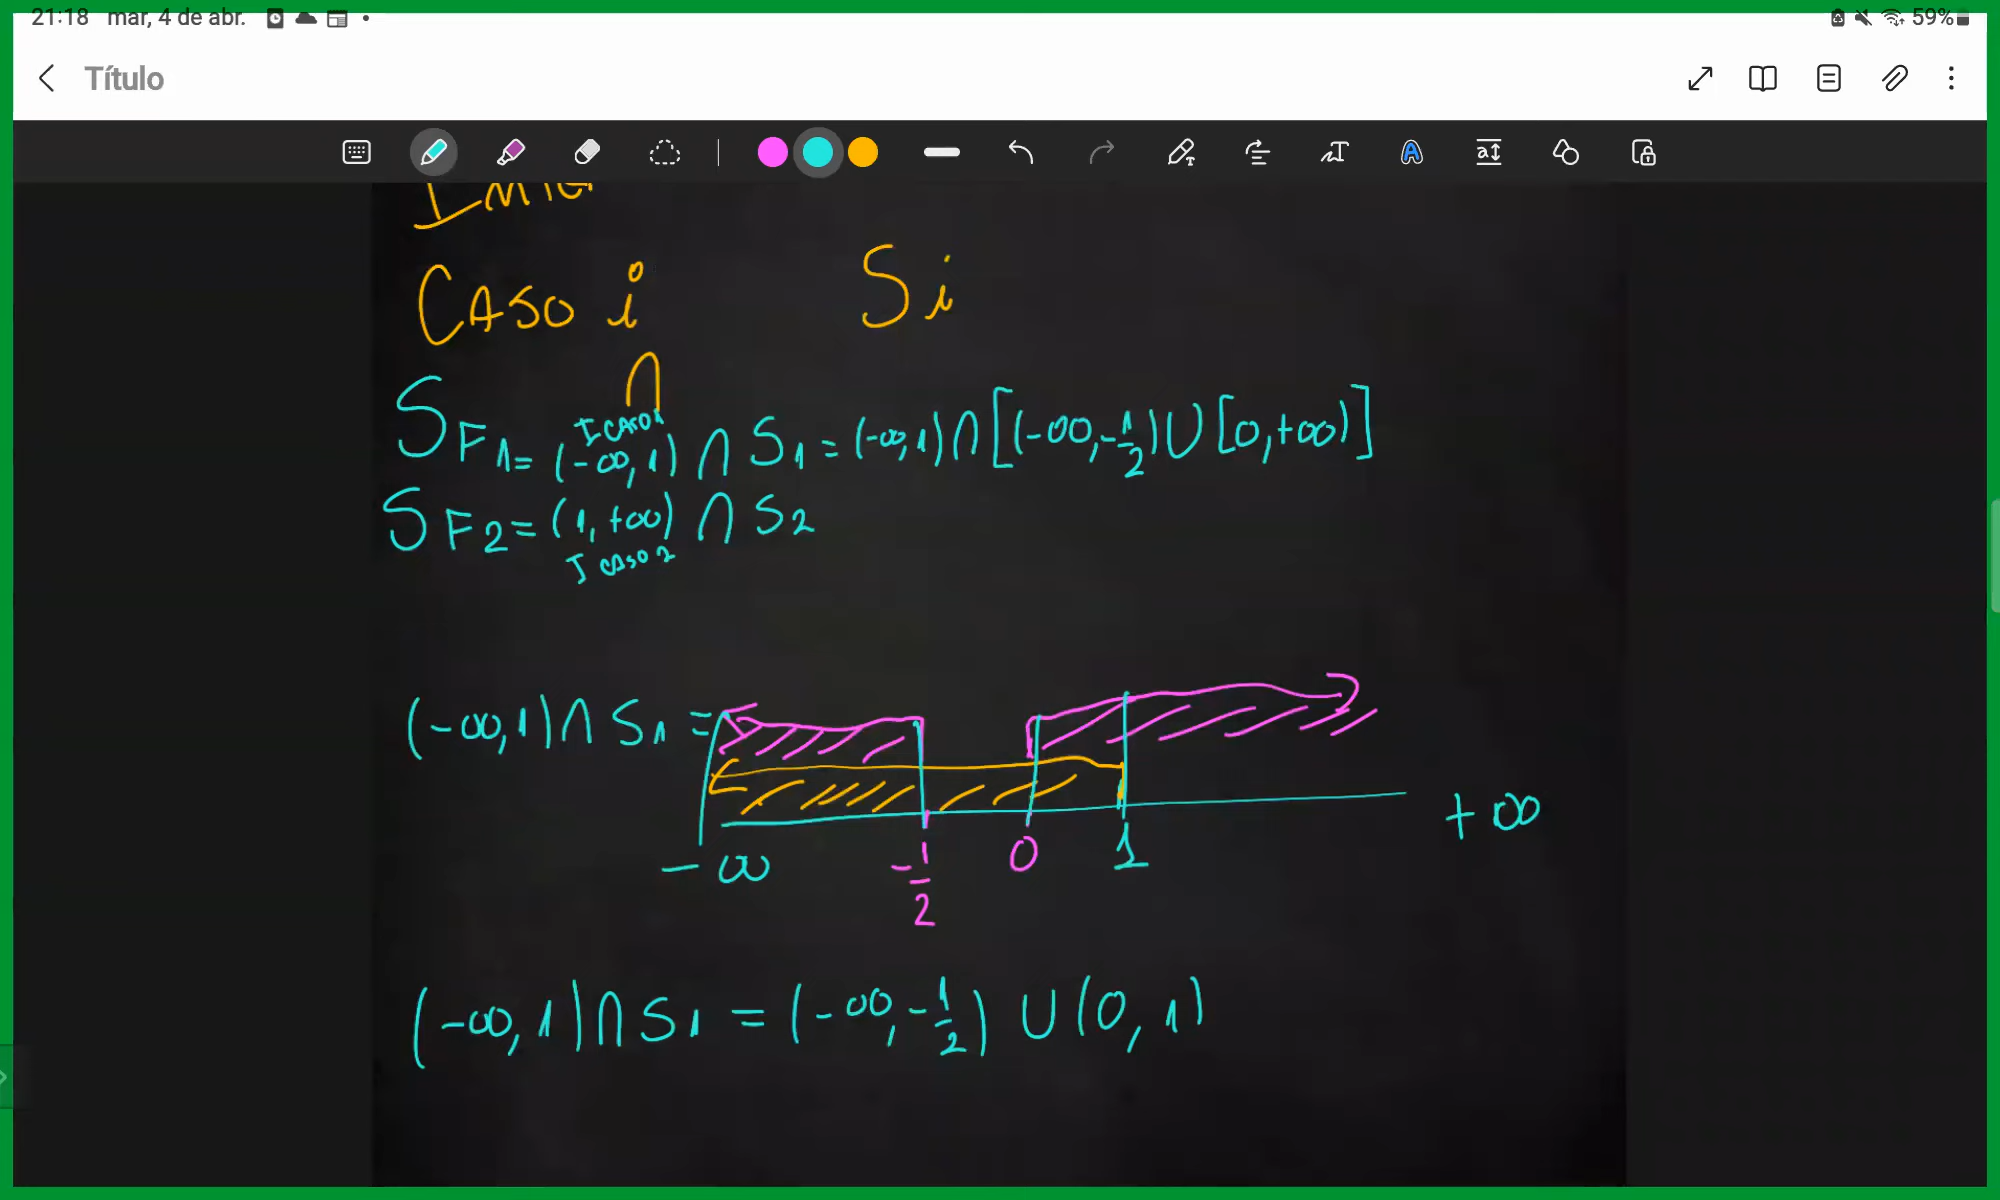 21:18 mar, 4 de abr.
59%
Título
CASO i Si
∩
I CASO 1
SF1= (-∞, 1) ∩ S1 = (-∞, 1) ∩ [(-∞, -1/2) ∪ [0, +∞)]
SF2= (1, +∞) ∩ S2
I CASO 2
(-∞, 1) ∩ S1 =
-∞ -1/2 0 1 +∞
(-∞, 1) ∩ S1 = (-∞, -1/2) ∪ (0, 1)